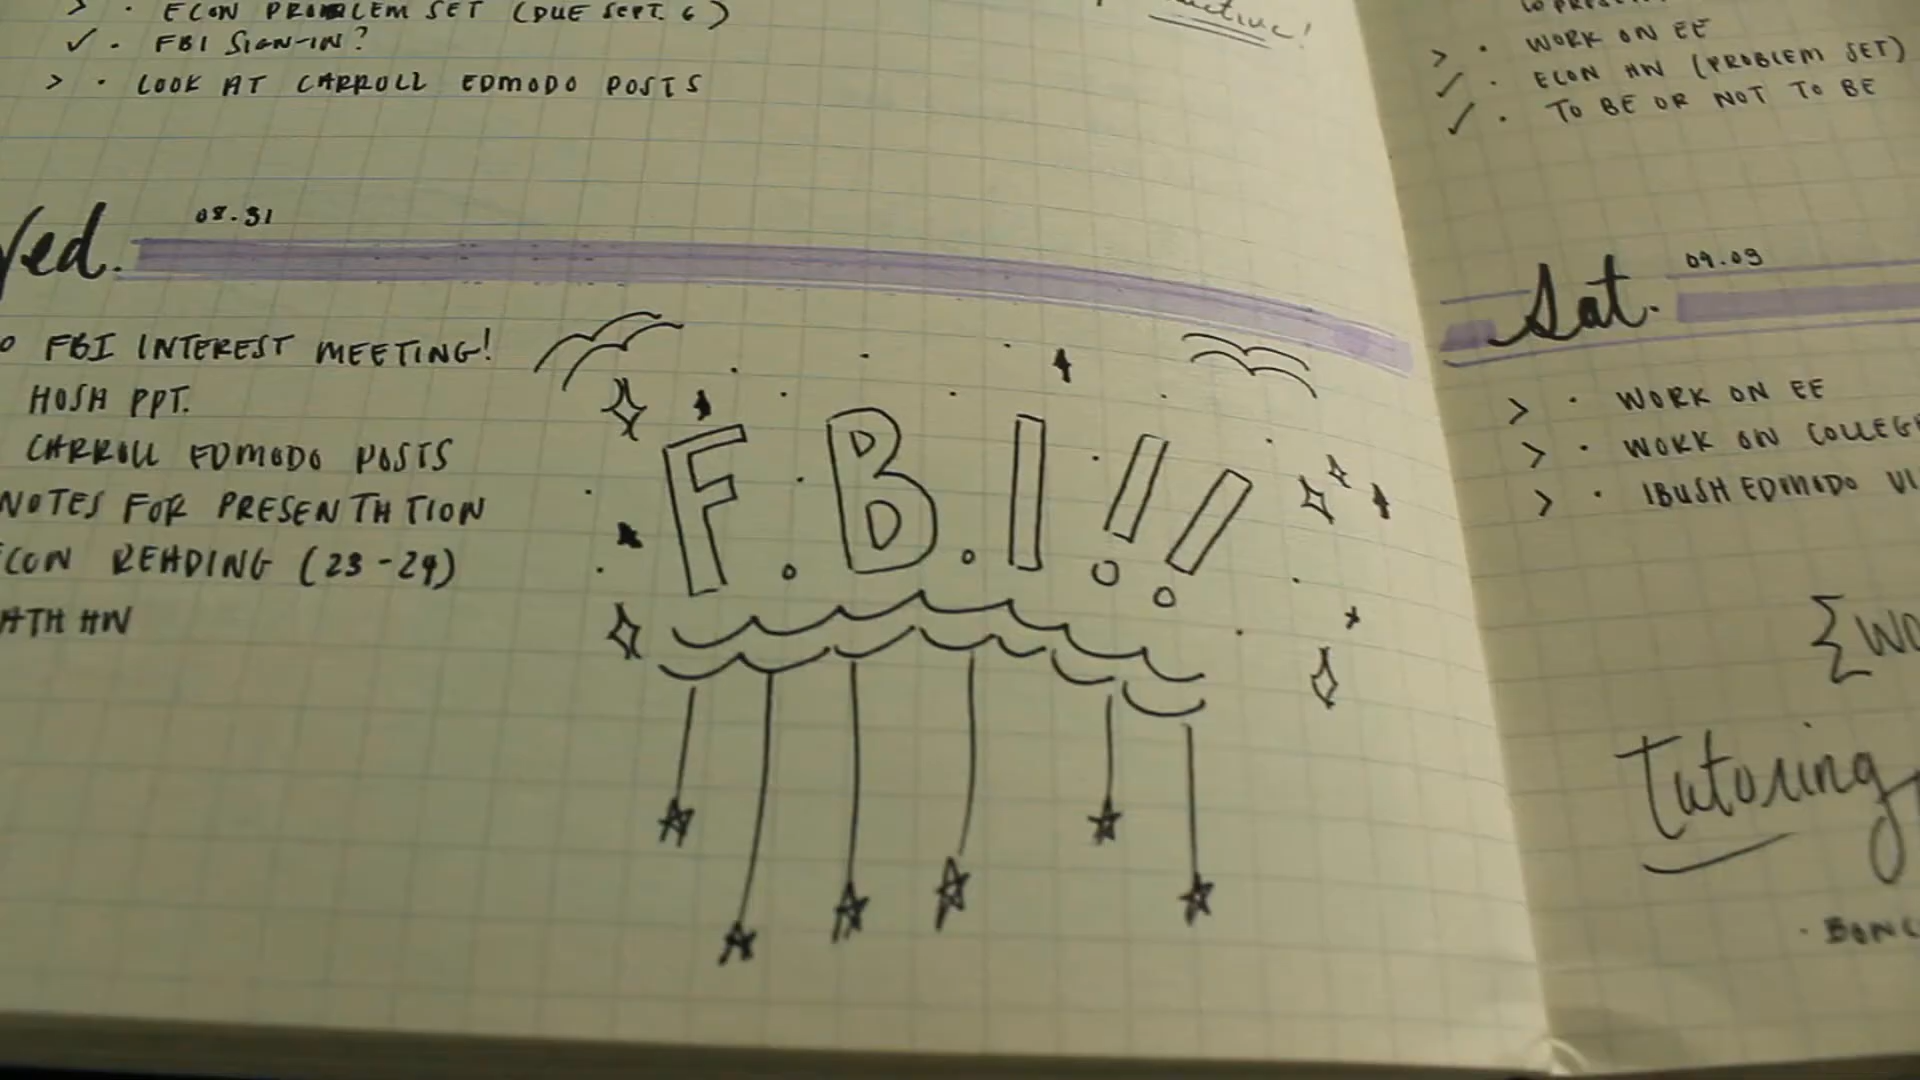 > · ECON PROBLEM SET (DUE SEPT. 6)
✓ · FBI SIGN-IN?
> · LOOK AT CARROLL EDMODO POSTS
Wed. 08.31
FBI INTEREST MEETING!
HOSH PPT.
CARROLL EDMODO POSTS
NOTES FOR PRESENTATION
ECON READING (23-24)
MATH HW
F.B.I!!
> · WORK ON EE
✓ · ECON HW (PROBLEM SET)
✓ · TO BE OR NOT TO BE
Sat. 09.03
> · WORK ON EE
> · WORK ON COLLEGE
> · IBUSH EDMODO
Tutoring